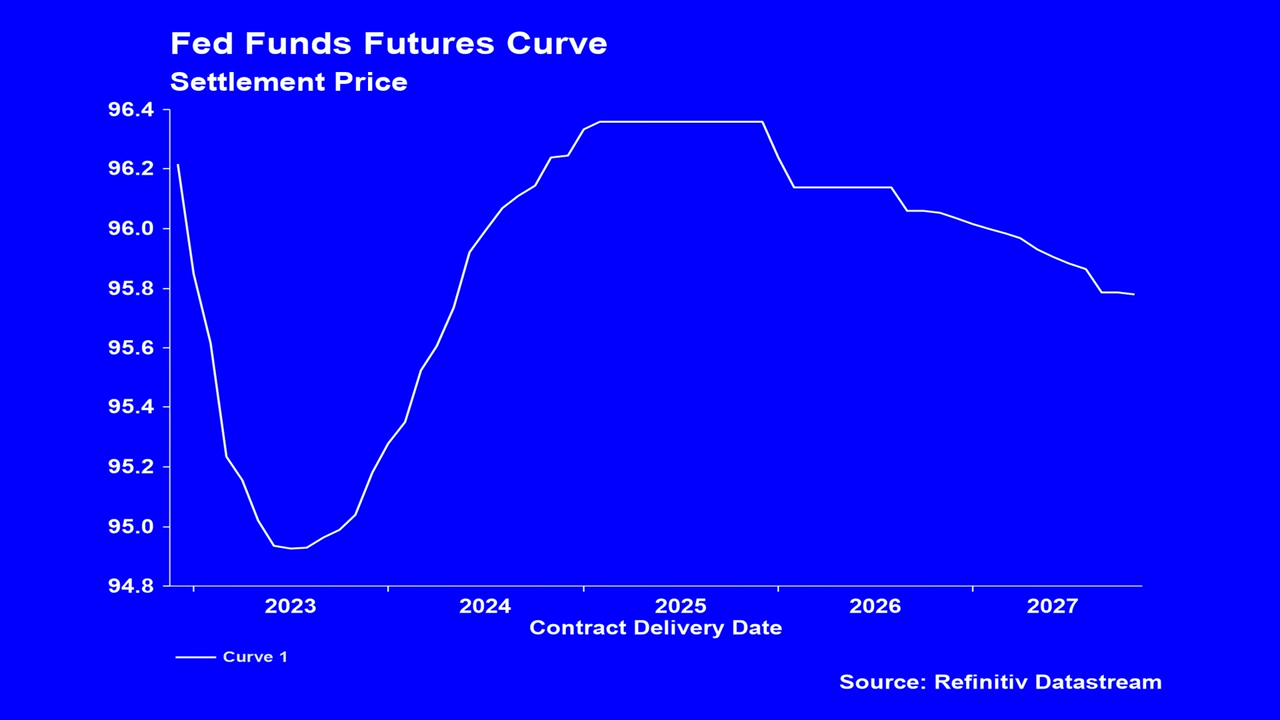 Fed Funds Futures Curve
Settlement Price
96.4
96.2
96.0
95.8
95.6
95.4
95.2
95.0
94.8
2023 2024 2025 2026 2027
Contract Delivery Date
Curve 1
Source: Refinitiv Datastream